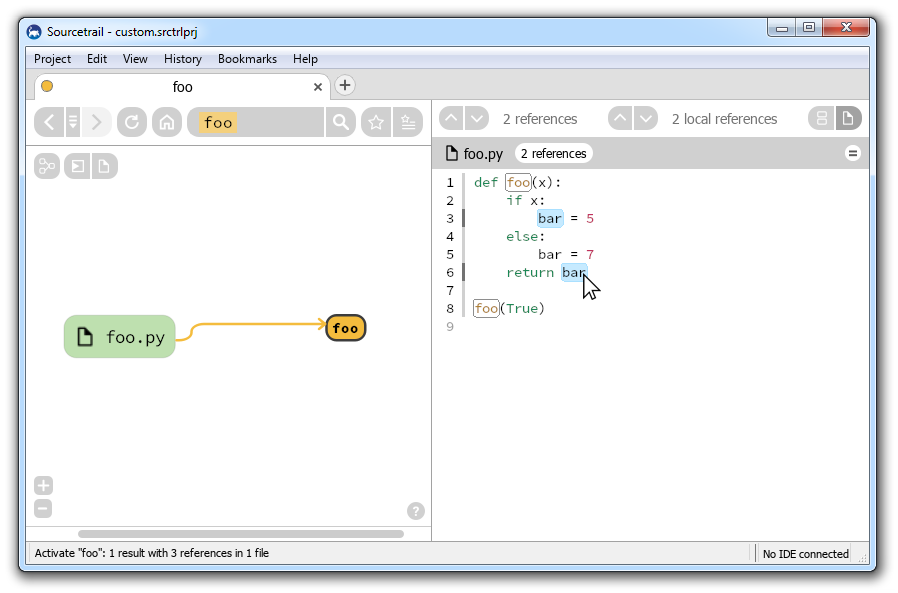 Sourcetrail - custom.srctrlprj
Project Edit View History Bookmarks Help
foo
foo
2 references 2 local references
foo.py 2 references
1 def foo(x):
2     if x:
3         bar = 5
4     else:
5         bar = 7
6     return bar
7
8 foo(True)
9
foo.py
foo
?
Activate "foo": 1 result with 3 references in 1 file
No IDE connected